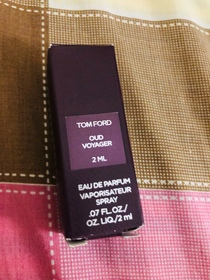 TOM FORD
OUD
VOYAGER
2 ML
EAU DE PARFUM
VAPORISATEUR
SPRAY
.07 FL.OZ./
OZ. LIQ./2 ml